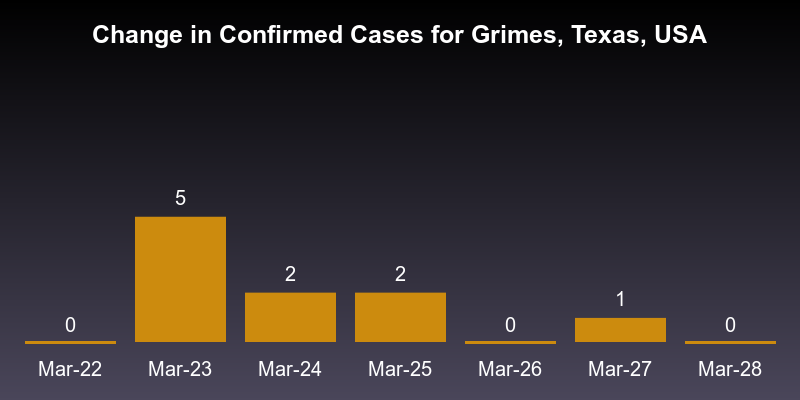 Change in Confirmed Cases for Grimes, Texas, USA
5
2 2
1
0 0 0
Mar-22 Mar-23 Mar-24 Mar-25 Mar-26 Mar-27 Mar-28